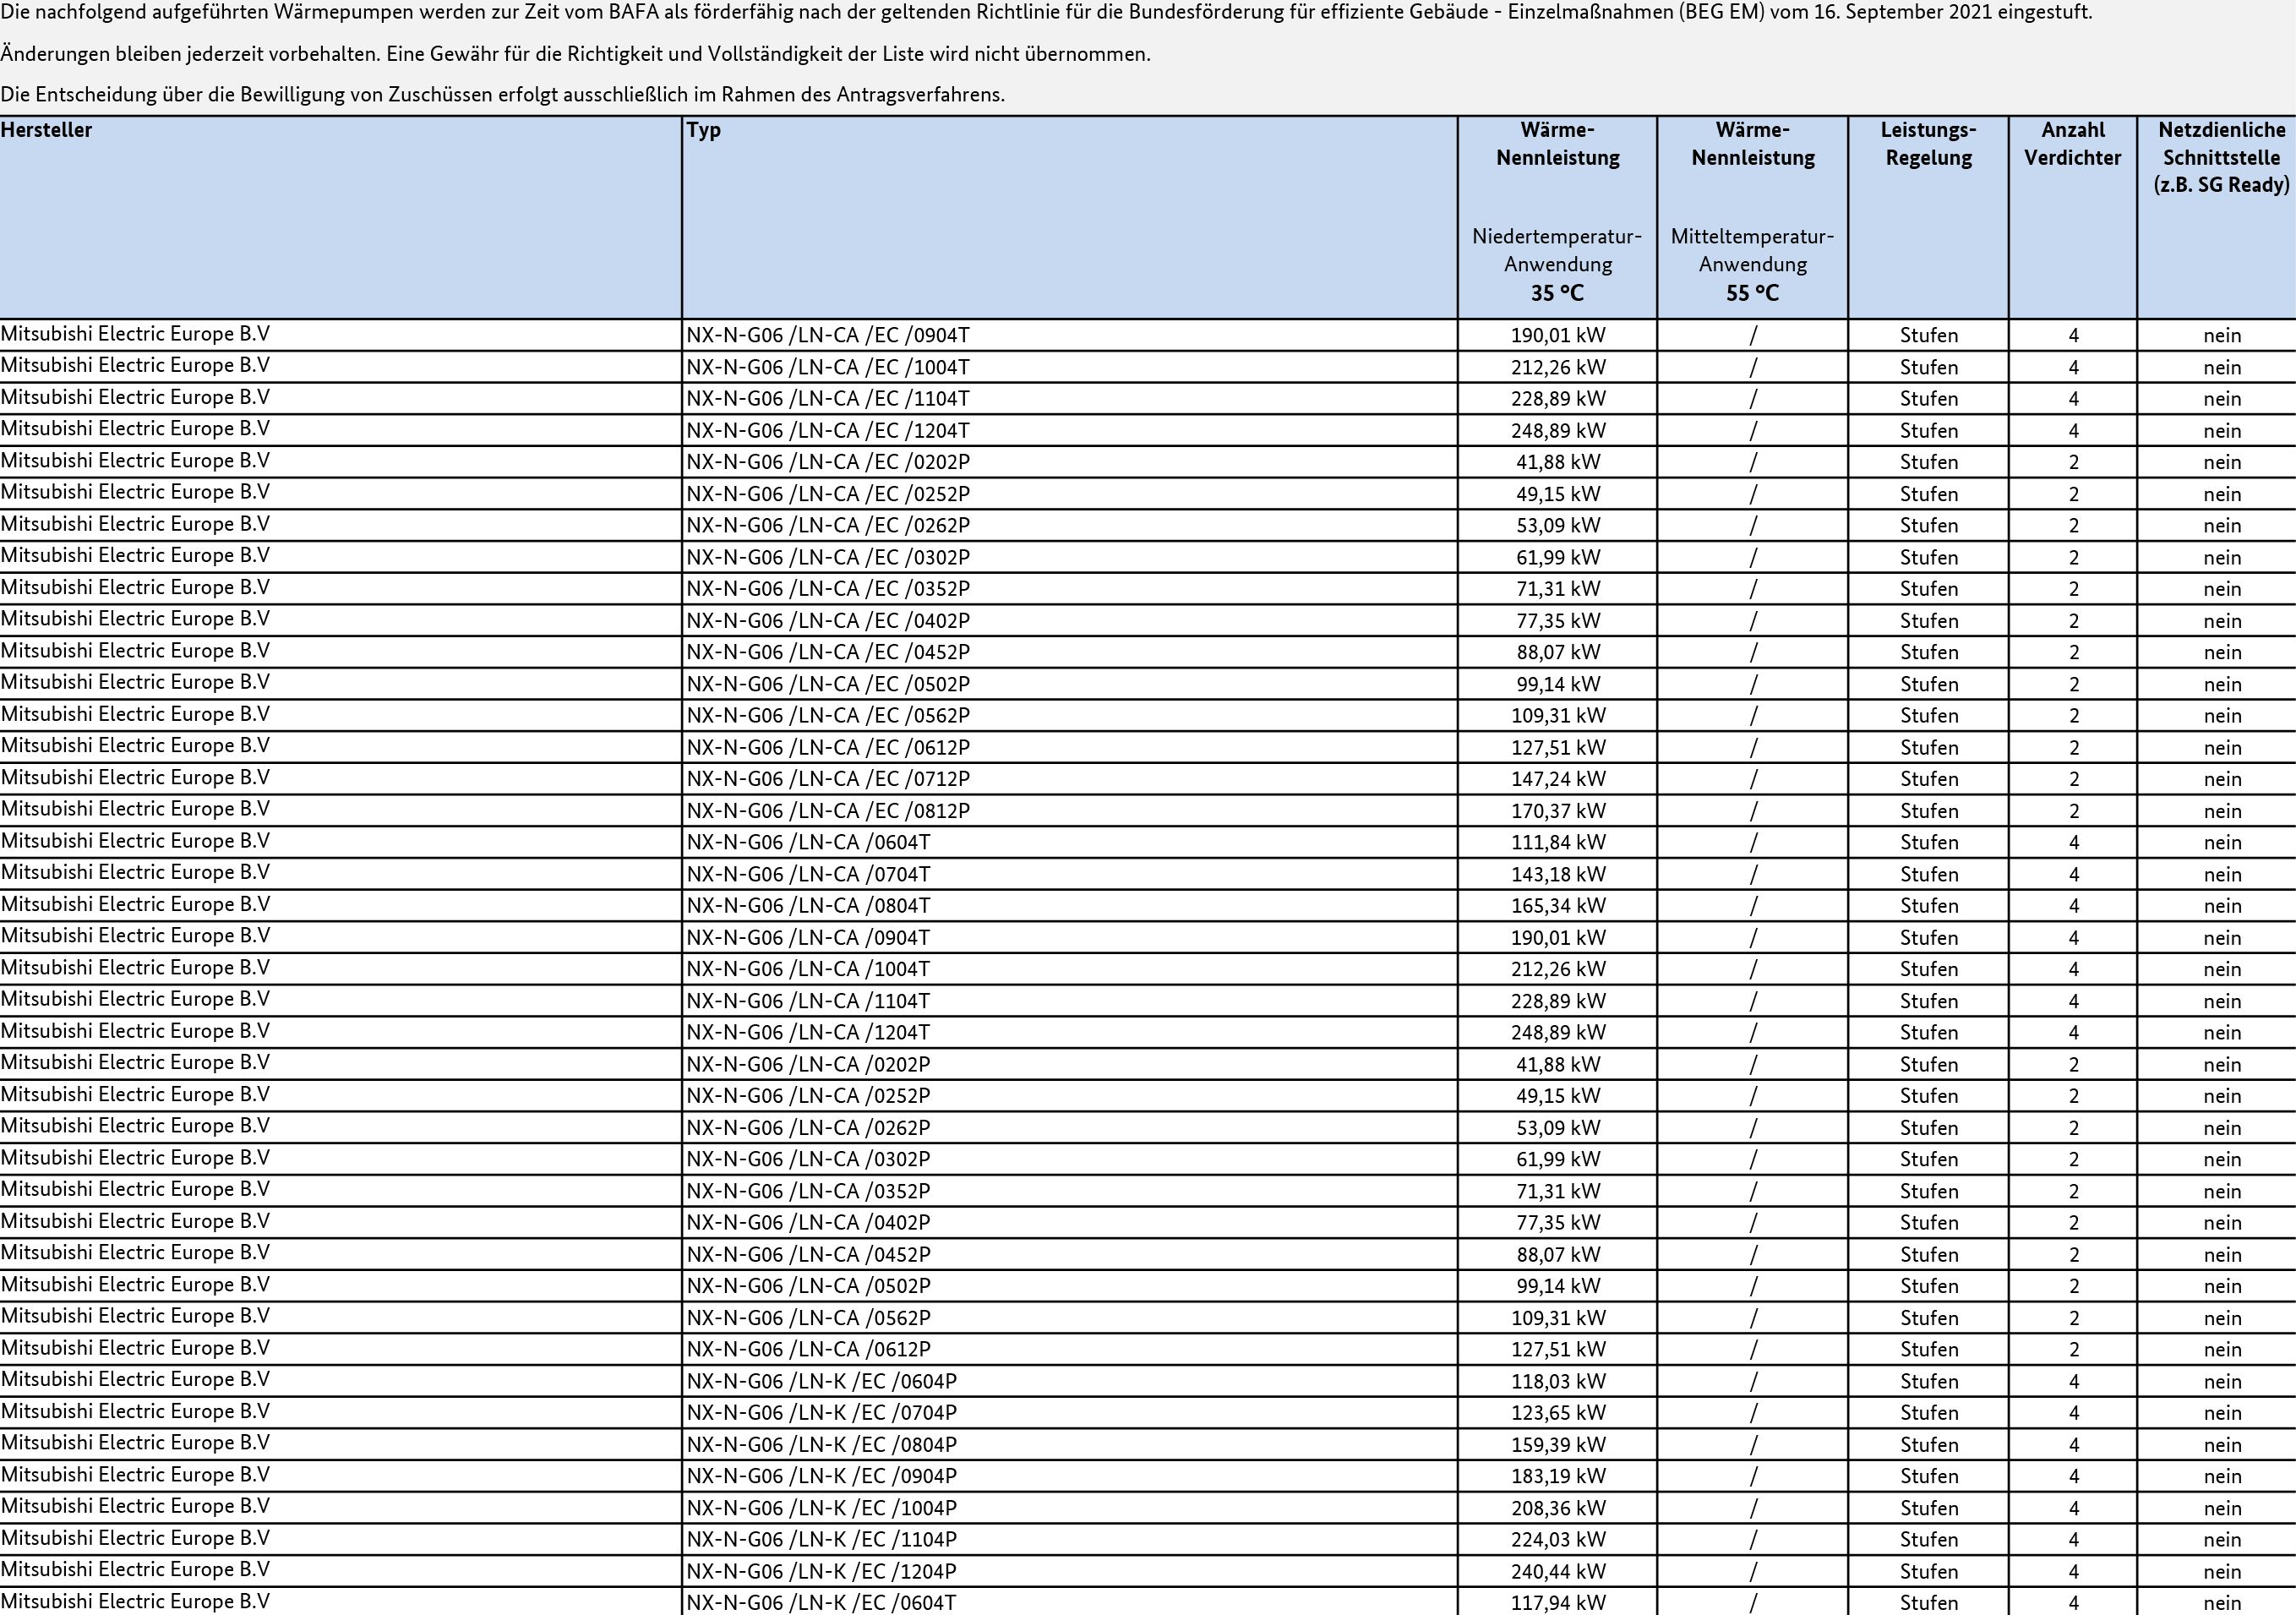 Die nachfolgend aufgeführten Wärmepumpen werden zur Zeit vom BAFA als förderfähig nach der geltenden Richtlinie für die Bundesförderung für effiziente Gebäude - Einzelmaßnahmen (BEG EM) vom 16. September 2021 eingestuft.
Änderungen bleiben jederzeit vorbehalten. Eine Gewähr für die Richtigkeit und Vollständigkeit der Liste wird nicht übernommen.
Die Entscheidung über die Bewilligung von Zuschüssen erfolgt ausschließlich im Rahmen des Antragsverfahrens.
Hersteller Typ Wärme- Wärme- Leistungs- Anzahl Netzdienliche
Nennleistung Nennleistung Regelung Verdichter Schnittstelle
(z.B. SG Ready)
Niedertemperatur- Mitteltemperatur-
Anwendung Anwendung
35 °C 55 °C
Mitsubishi Electric Europe B.V NX-N-G06 /LN-CA /EC /0904T 190,01 kW / Stufen 4 nein
Mitsubishi Electric Europe B.V NX-N-G06 /LN-CA /EC /1004T 212,26 kW / Stufen 4 nein
Mitsubishi Electric Europe B.V NX-N-G06 /LN-CA /EC /1104T 228,89 kW / Stufen 4 nein
Mitsubishi Electric Europe B.V NX-N-G06 /LN-CA /EC /1204T 248,89 kW / Stufen 4 nein
Mitsubishi Electric Europe B.V NX-N-G06 /LN-CA /EC /0202P 41,88 kW / Stufen 2 nein
Mitsubishi Electric Europe B.V NX-N-G06 /LN-CA /EC /0252P 49,15 kW / Stufen 2 nein
Mitsubishi Electric Europe B.V NX-N-G06 /LN-CA /EC /0262P 53,09 kW / Stufen 2 nein
Mitsubishi Electric Europe B.V NX-N-G06 /LN-CA /EC /0302P 61,99 kW / Stufen 2 nein
Mitsubishi Electric Europe B.V NX-N-G06 /LN-CA /EC /0352P 71,31 kW / Stufen 2 nein
Mitsubishi Electric Europe B.V NX-N-G06 /LN-CA /EC /0402P 77,35 kW / Stufen 2 nein
Mitsubishi Electric Europe B.V NX-N-G06 /LN-CA /EC /0452P 88,07 kW / Stufen 2 nein
Mitsubishi Electric Europe B.V NX-N-G06 /LN-CA /EC /0502P 99,14 kW / Stufen 2 nein
Mitsubishi Electric Europe B.V NX-N-G06 /LN-CA /EC /0562P 109,31 kW / Stufen 2 nein
Mitsubishi Electric Europe B.V NX-N-G06 /LN-CA /EC /0612P 127,51 kW / Stufen 2 nein
Mitsubishi Electric Europe B.V NX-N-G06 /LN-CA /EC /0712P 147,24 kW / Stufen 2 nein
Mitsubishi Electric Europe B.V NX-N-G06 /LN-CA /EC /0812P 170,37 kW / Stufen 2 nein
Mitsubishi Electric Europe B.V NX-N-G06 /LN-CA /0604T 111,84 kW / Stufen 4 nein
Mitsubishi Electric Europe B.V NX-N-G06 /LN-CA /0704T 143,18 kW / Stufen 4 nein
Mitsubishi Electric Europe B.V NX-N-G06 /LN-CA /0804T 165,34 kW / Stufen 4 nein
Mitsubishi Electric Europe B.V NX-N-G06 /LN-CA /0904T 190,01 kW / Stufen 4 nein
Mitsubishi Electric Europe B.V NX-N-G06 /LN-CA /1004T 212,26 kW / Stufen 4 nein
Mitsubishi Electric Europe B.V NX-N-G06 /LN-CA /1104T 228,89 kW / Stufen 4 nein
Mitsubishi Electric Europe B.V NX-N-G06 /LN-CA /1204T 248,89 kW / Stufen 4 nein
Mitsubishi Electric Europe B.V NX-N-G06 /LN-CA /0202P 41,88 kW / Stufen 2 nein
Mitsubishi Electric Europe B.V NX-N-G06 /LN-CA /0252P 49,15 kW / Stufen 2 nein
Mitsubishi Electric Europe B.V NX-N-G06 /LN-CA /0262P 53,09 kW / Stufen 2 nein
Mitsubishi Electric Europe B.V NX-N-G06 /LN-CA /0302P 61,99 kW / Stufen 2 nein
Mitsubishi Electric Europe B.V NX-N-G06 /LN-CA /0352P 71,31 kW / Stufen 2 nein
Mitsubishi Electric Europe B.V NX-N-G06 /LN-CA /0402P 77,35 kW / Stufen 2 nein
Mitsubishi Electric Europe B.V NX-N-G06 /LN-CA /0452P 88,07 kW / Stufen 2 nein
Mitsubishi Electric Europe B.V NX-N-G06 /LN-CA /0502P 99,14 kW / Stufen 2 nein
Mitsubishi Electric Europe B.V NX-N-G06 /LN-CA /0562P 109,31 kW / Stufen 2 nein
Mitsubishi Electric Europe B.V NX-N-G06 /LN-CA /0612P 127,51 kW / Stufen 2 nein
Mitsubishi Electric Europe B.V NX-N-G06 /LN-K /EC /0604P 118,03 kW / Stufen 4 nein
Mitsubishi Electric Europe B.V NX-N-G06 /LN-K /EC /0704P 123,65 kW / Stufen 4 nein
Mitsubishi Electric Europe B.V NX-N-G06 /LN-K /EC /0804P 159,39 kW / Stufen 4 nein
Mitsubishi Electric Europe B.V NX-N-G06 /LN-K /EC /0904P 183,19 kW / Stufen 4 nein
Mitsubishi Electric Europe B.V NX-N-G06 /LN-K /EC /1004P 208,36 kW / Stufen 4 nein
Mitsubishi Electric Europe B.V NX-N-G06 /LN-K /EC /1104P 224,03 kW / Stufen 4 nein
Mitsubishi Electric Europe B.V NX-N-G06 /LN-K /EC /1204P 240,44 kW / Stufen 4 nein
Mitsubishi Electric Europe B.V NX-N-G06 /LN-K /EC /0604T 117,94 kW / Stufen 4 nein